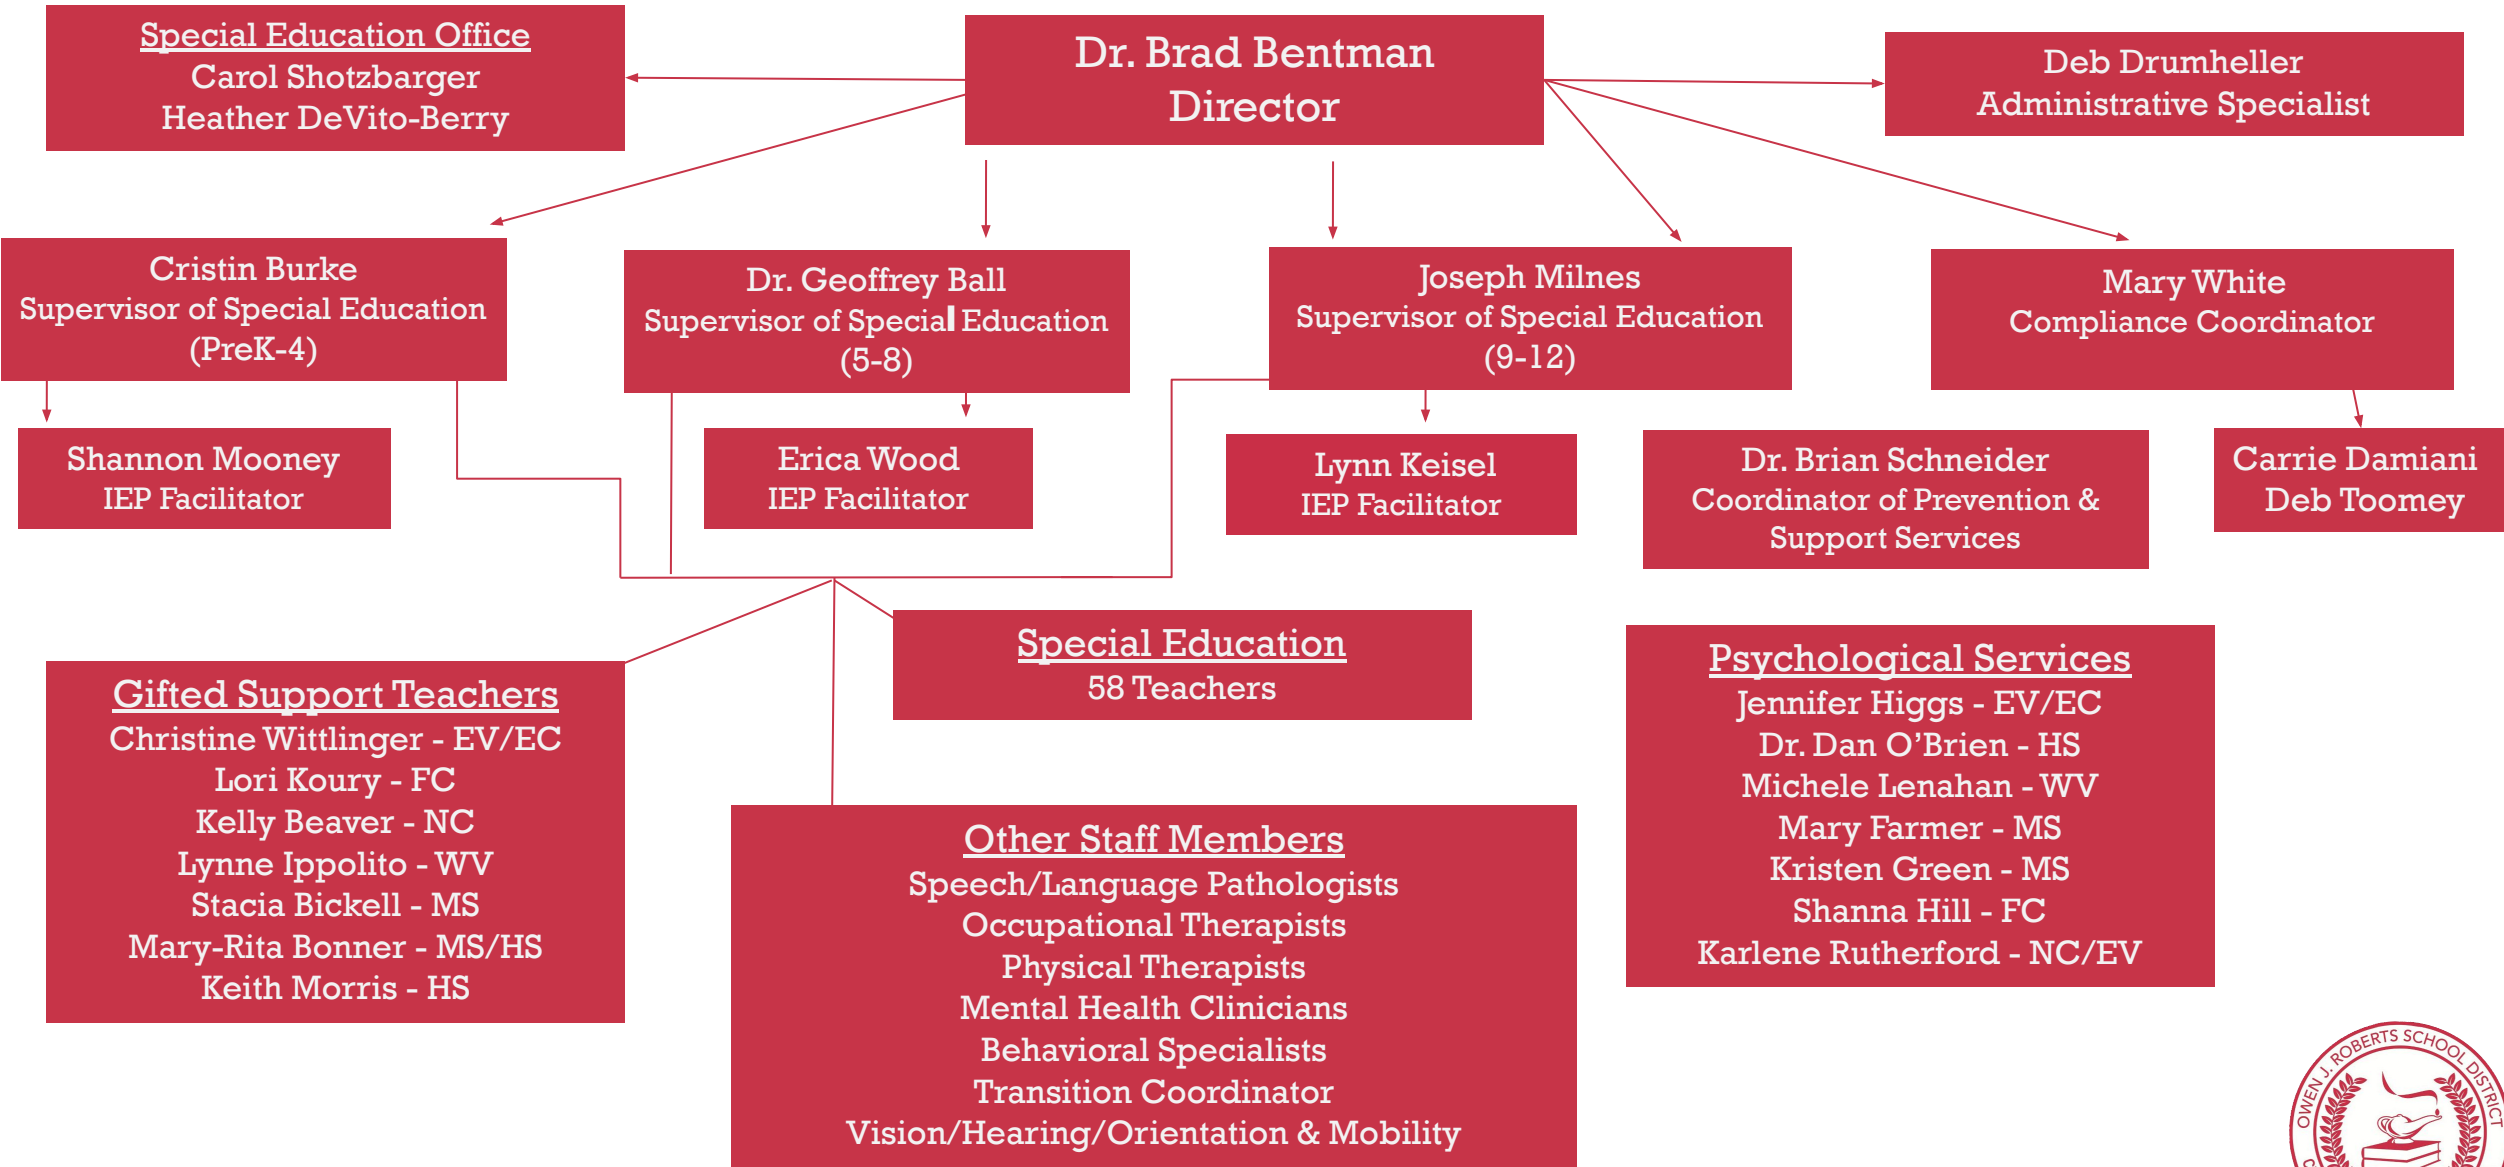 Special Education Office
Carol Shotzbarger
Heather DeVito-Berry
Dr. Brad Bentman
Director
Deb Drumheller
Administrative Specialist
Cristin Burke
Supervisor of Special Education
(PreK-4)
Dr. Geoffrey Ball
Supervisor of Special Education
(5-8)
Joseph Milnes
Supervisor of Special Education
(9-12)
Mary White
Compliance Coordinator
Shannon Mooney
IEP Facilitator
Erica Wood
IEP Facilitator
Lynn Keisel
IEP Facilitator
Dr. Brian Schneider
Coordinator of Prevention &
Support Services
Carrie Damiani
Deb Toomey
Gifted Support Teachers
Christine Wittlinger - EV/EC
Lori Koury - FC
Kelly Beaver - NC
Lynne Ippolito - WV
Stacia Bickell - MS
Mary-Rita Bonner - MS/HS
Keith Morris - HS
Special Education
58 Teachers
Other Staff Members
Speech/Language Pathologists
Occupational Therapists
Physical Therapists
Mental Health Clinicians
Behavioral Specialists
Transition Coordinator
Vision/Hearing/Orientation & Mobility
Psychological Services
Jennifer Higgs - EV/EC
Dr. Dan O’Brien - HS
Michele Lenahan - WV
Mary Farmer - MS
Kristen Green - MS
Shanna Hill - FC
Karlene Rutherford - NC/EV
OWEN J. ROBERTS SCHOOL DISTRICT